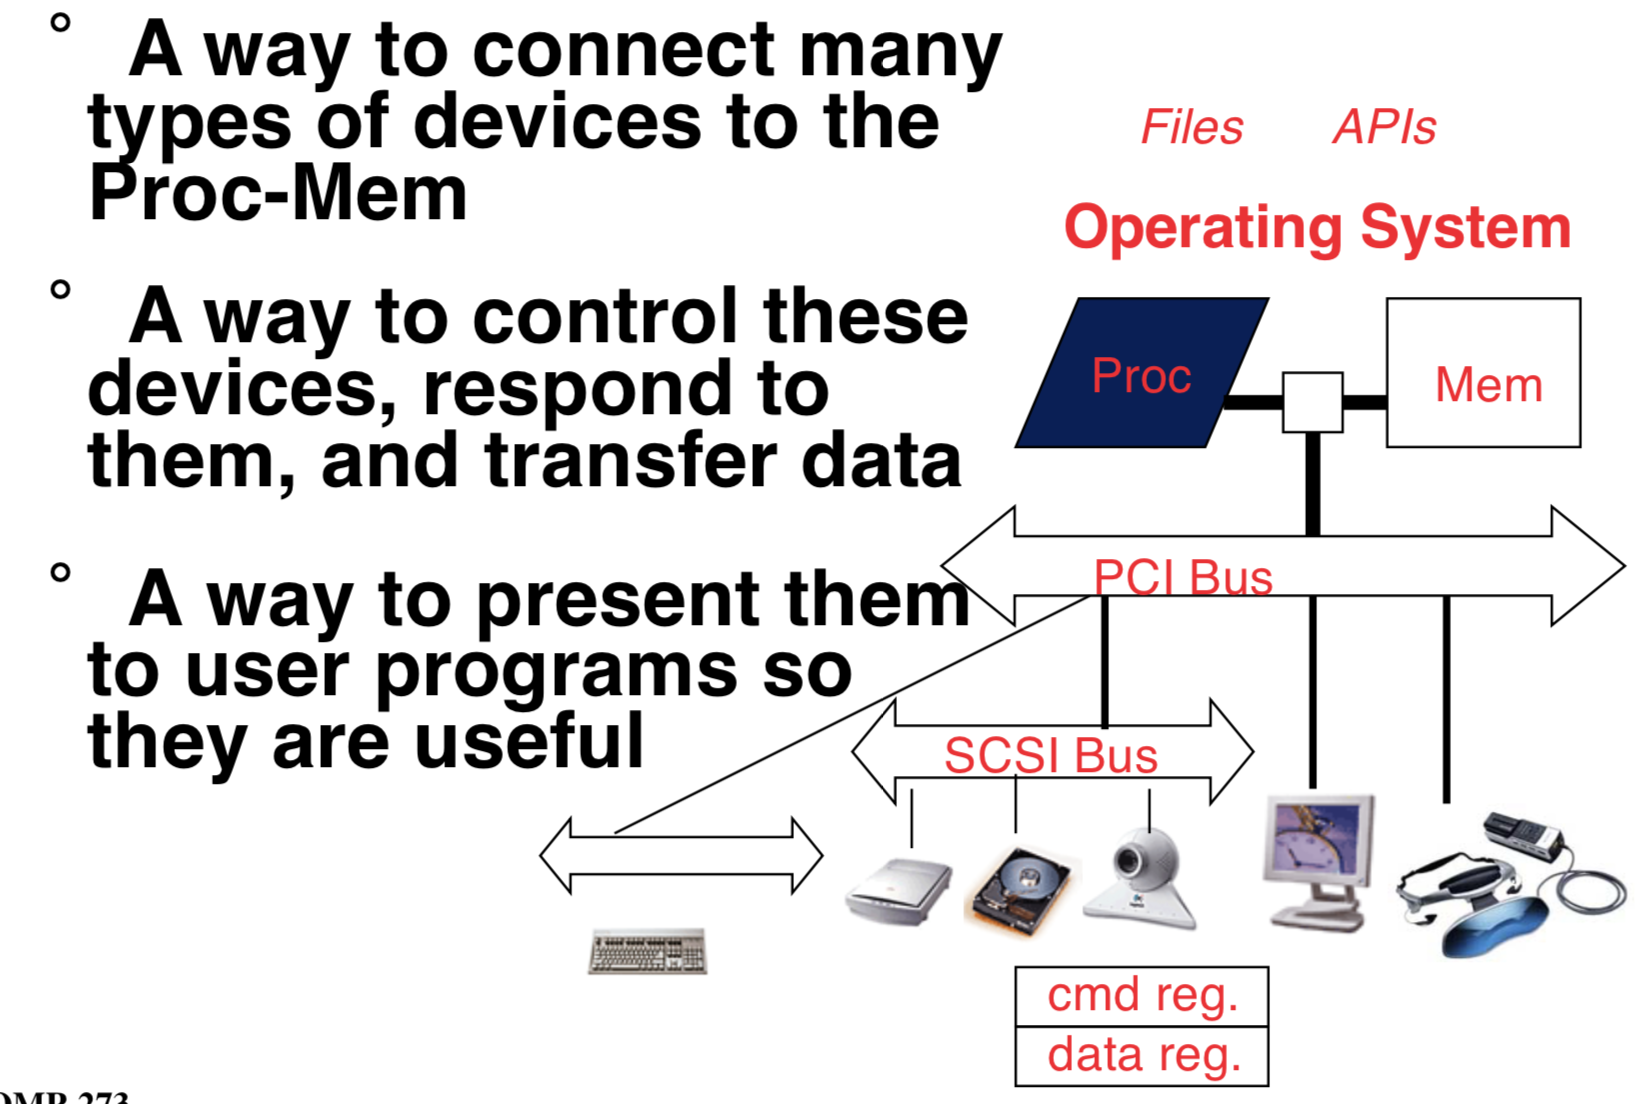 ° A way to connect many
types of devices to the
Proc-Mem
° A way to control these
devices, respond to
them, and transfer data
° A way to present them
to user programs so
they are useful
Files APIs
Operating System
Proc
Mem
PCI Bus
SCSI Bus
cmd reg.
data reg.
273